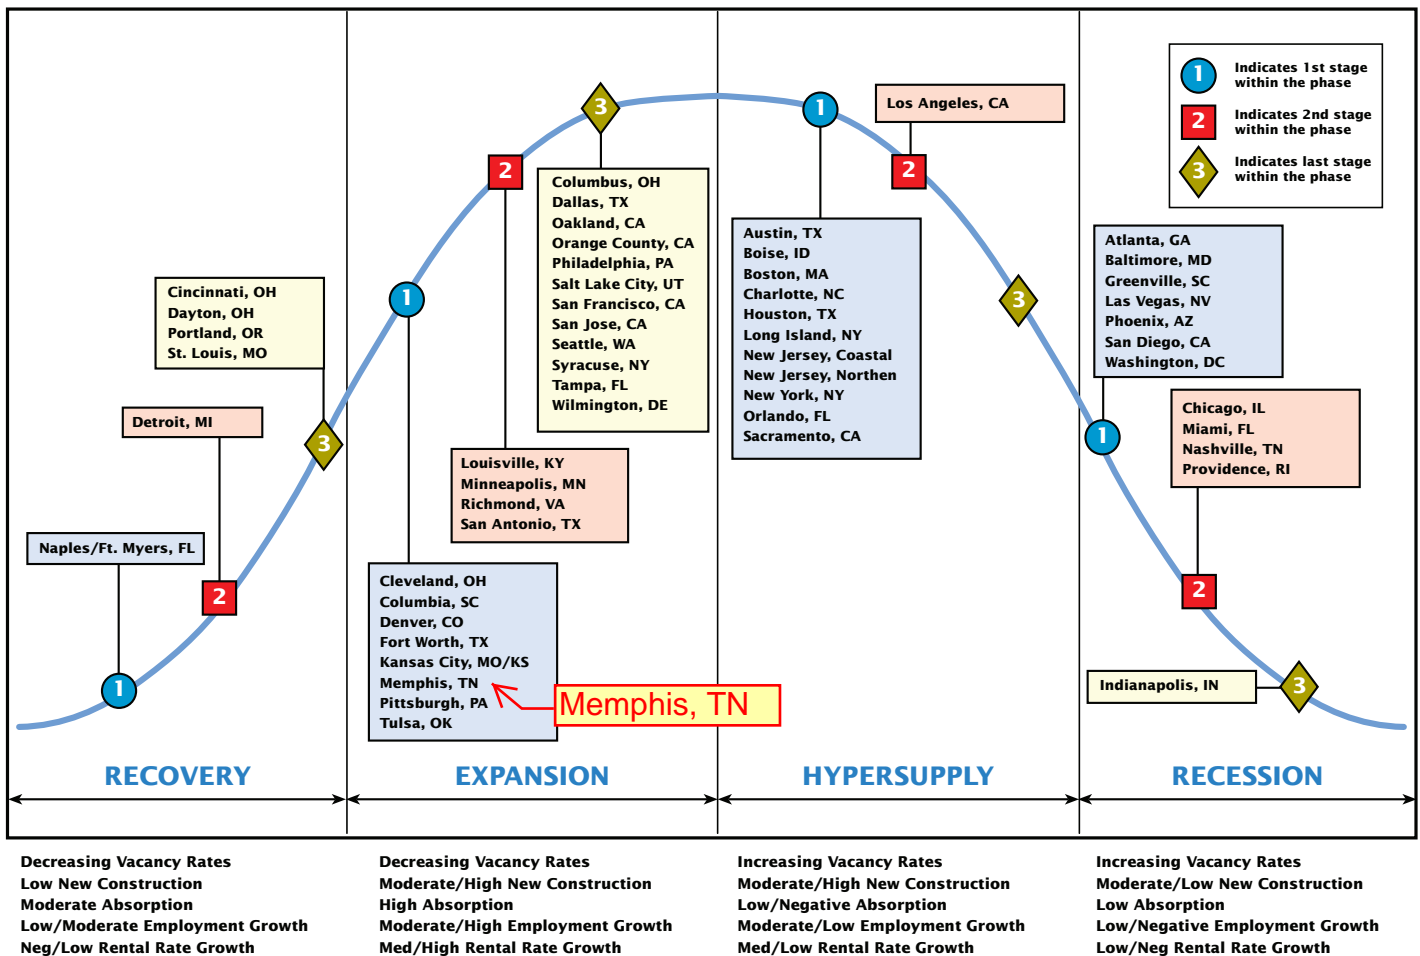 1
Indicates 1st stage
within the phase
2
Indicates 2nd stage
within the phase
3
Indicates last stage
within the phase
Cincinnati, OH
Dayton, OH
Portland, OR
St. Louis, MO
3
Detroit, MI
2
Naples/Ft. Myers, FL
1
RECOVERY
3
Columbus, OH
Dallas, TX
Oakland, CA
Orange County, CA
Philadelphia, PA
Salt Lake City, UT
San Francisco, CA
San Jose, CA
Seattle, WA
Syracuse, NY
Tampa, FL
Wilmington, DE
2
Louisville, KY
Minneapolis, MN
Richmond, VA
San Antonio, TX
1
Cleveland, OH
Columbia, SC
Denver, CO
Fort Worth, TX
Kansas City, MO/KS
Memphis, TN
Pittsburgh, PA
Tulsa, OK
Memphis, TN
EXPANSION
1
Austin, TX
Boise, ID
Boston, MA
Charlotte, NC
Houston, TX
Long Island, NY
New Jersey, Coastal
New Jersey, Northen
New York, NY
Orlando, FL
Sacramento, CA
Los Angeles, CA
2
3
HYPERSUPPLY
Atlanta, GA
Baltimore, MD
Greenville, SC
Las Vegas, NV
Phoenix, AZ
San Diego, CA
Washington, DC
1
Chicago, IL
Miami, FL
Nashville, TN
Providence, RI
2
Indianapolis, IN
3
RECESSION
Decreasing Vacancy Rates
Low New Construction
Moderate Absorption
Low/Moderate Employment Growth
Neg/Low Rental Rate Growth
Decreasing Vacancy Rates
Moderate/High New Construction
High Absorption
Moderate/High Employment Growth
Med/High Rental Rate Growth
Increasing Vacancy Rates
Moderate/High New Construction
Low/Negative Absorption
Moderate/Low Employment Growth
Med/Low Rental Rate Growth
Increasing Vacancy Rates
Moderate/Low New Construction
Low Absorption
Low/Negative Employment Growth
Low/Neg Rental Rate Growth